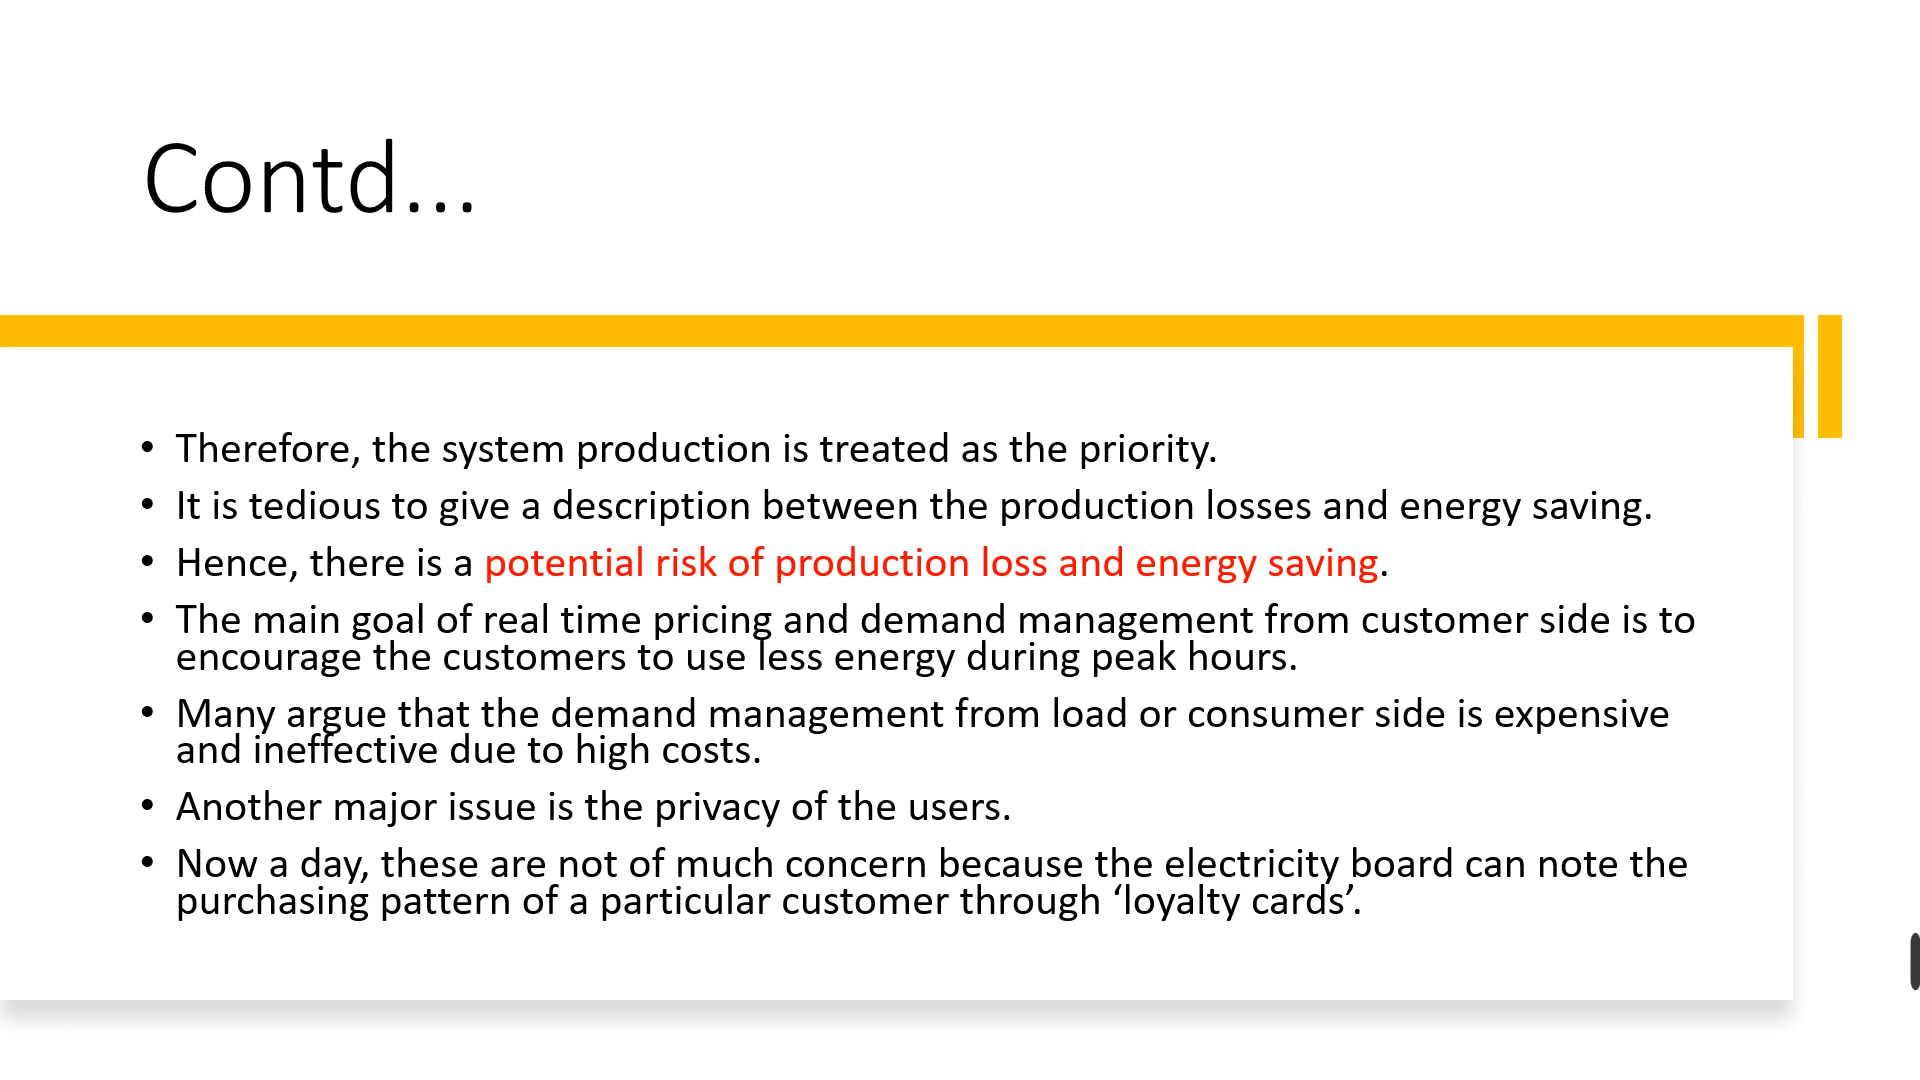 Contd...
• Therefore, the system production is treated as the priority.
• It is tedious to give a description between the production losses and energy saving.
• Hence, there is a potential risk of production loss and energy saving.
• The main goal of real time pricing and demand management from customer side is to
encourage the customers to use less energy during peak hours.
• Many argue that the demand management from load or consumer side is expensive
and ineffective due to high costs.
• Another major issue is the privacy of the users.
• Now a day, these are not of much concern because the electricity board can note the
purchasing pattern of a particular customer through ‘loyalty cards’.